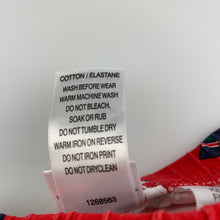 COTTON / ELASTANE
WASH BEFORE WEAR
WARM MACHINE WASH
DO NOT BLEACH,
SOAK OR RUB
DO NOT TUMBLE DRY
WARM IRON ON REVERSE
DO NOT IRON PRINT
DO NOT DRYCLEAN
1268563